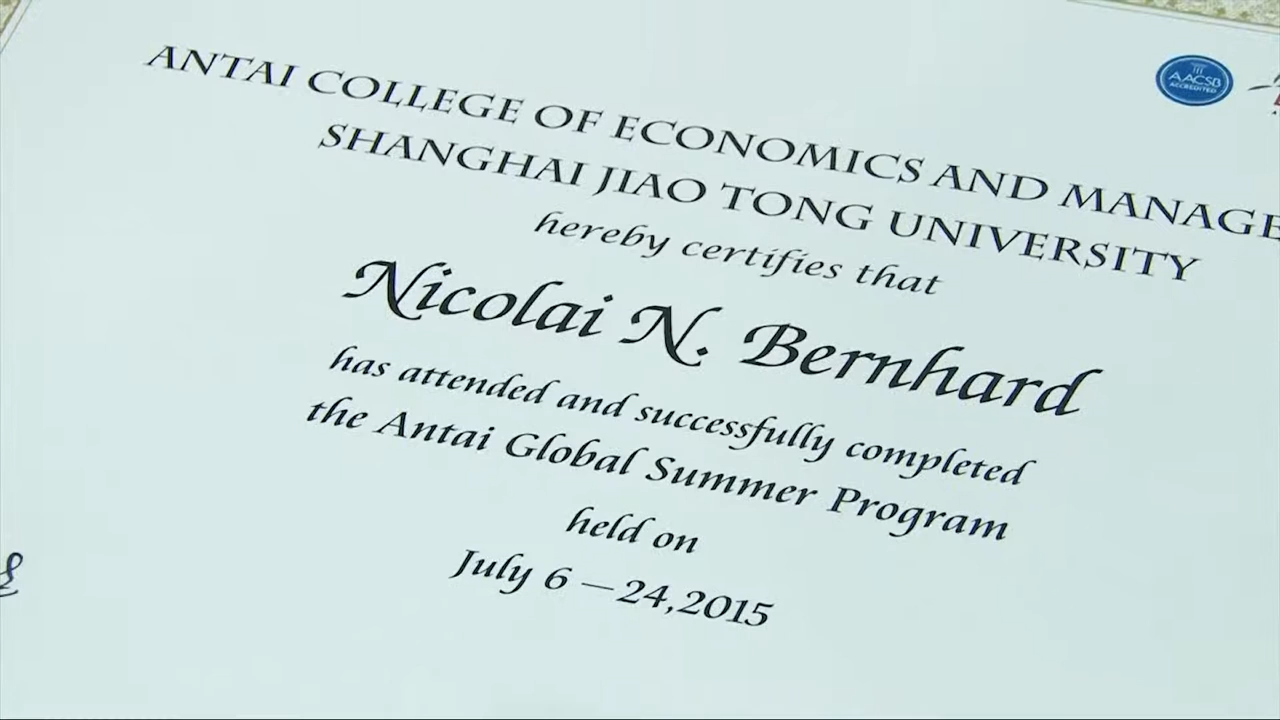 AACSB
ACCREDITED
ANTAI COLLEGE OF ECONOMICS AND MANAGE
SHANGHAI JIAO TONG UNIVERSITY
hereby certifies that
Nicolai N. Bernhard
has attended and successfully completed
the Antai Global Summer Program
held on
July 6 — 24,2015